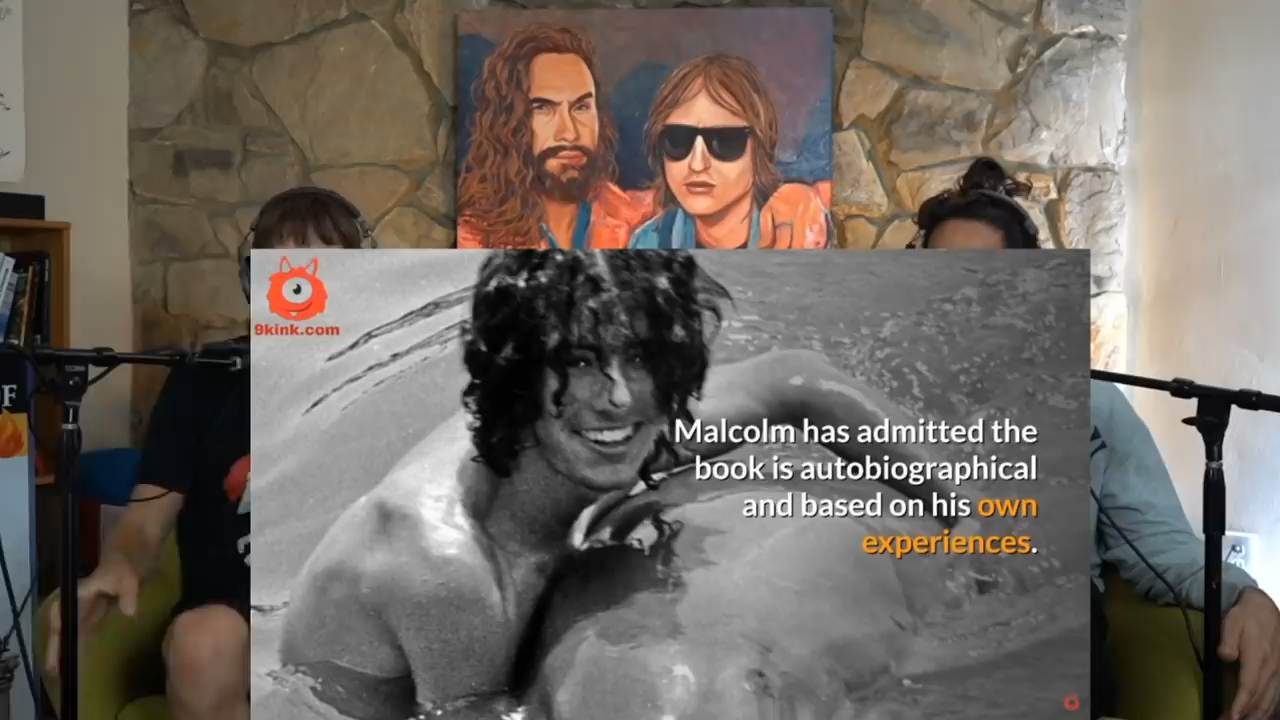 9kink.com
Malcolm has admitted the
book is autobiographical
and based on his own
experiences.